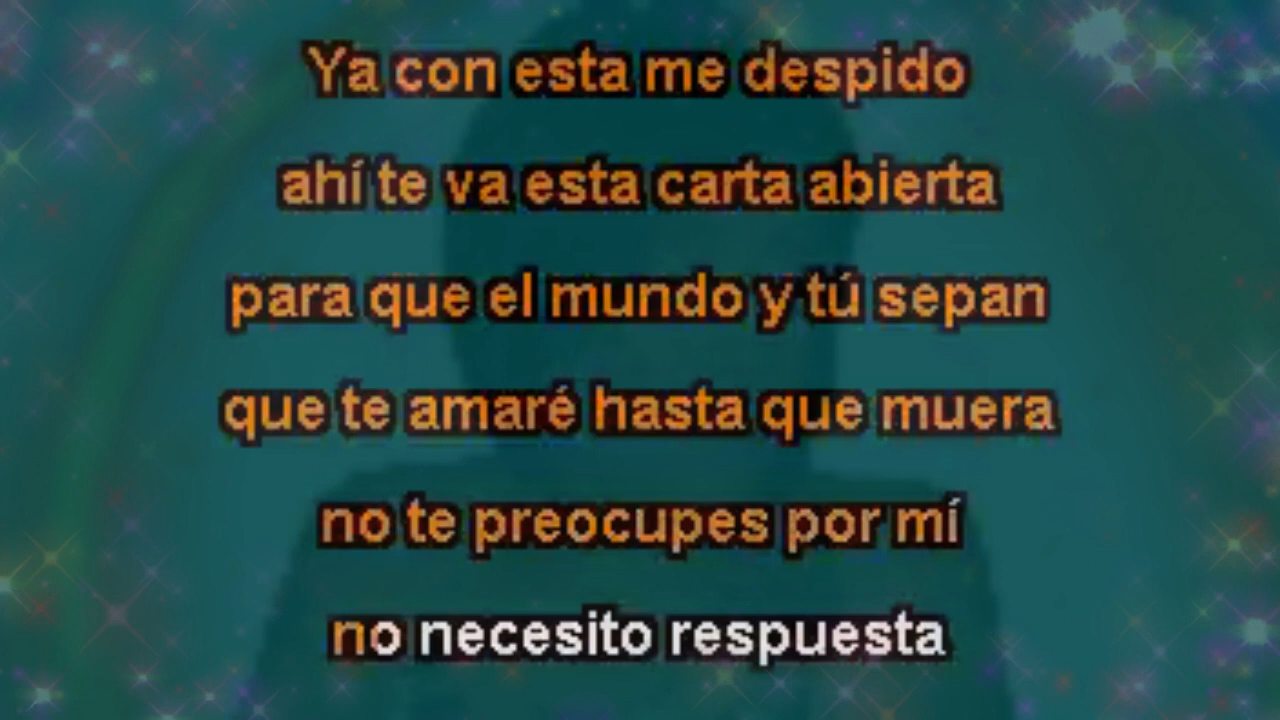 Ya con esta me despido
ahí te va esta carta abierta
para que el mundo y tú sepan
que te amaré hasta que muera
no te preocupes por mí
no necesito respuesta